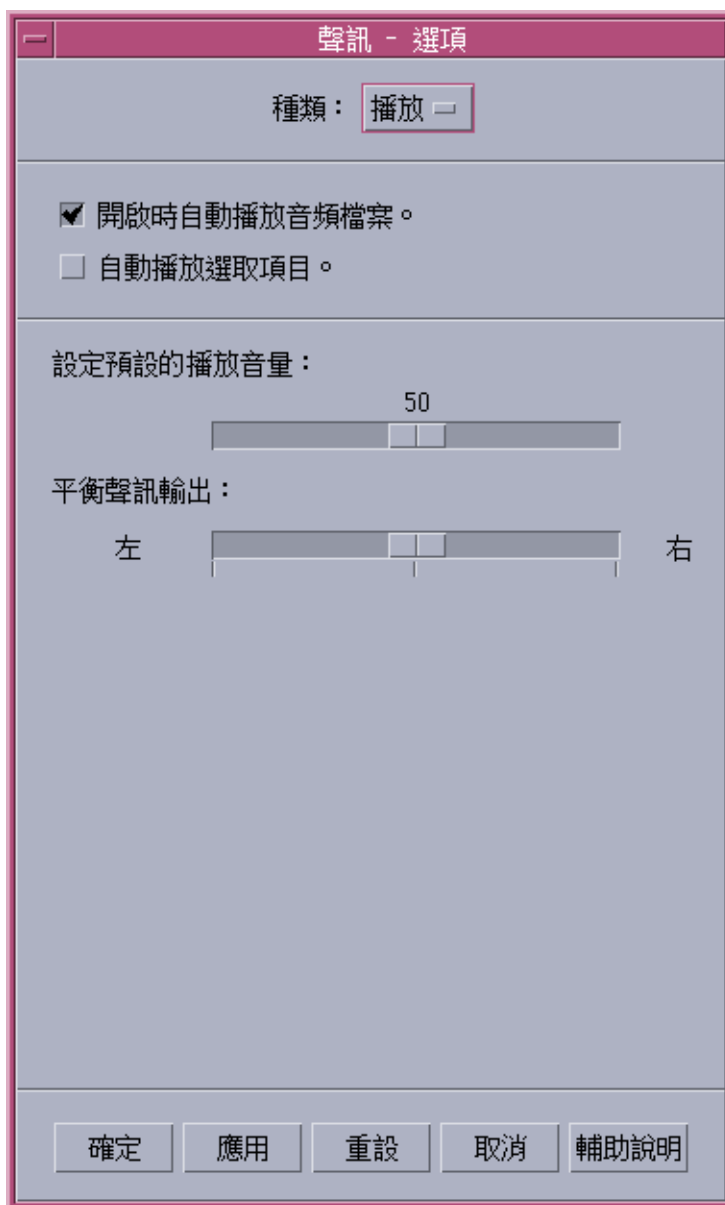 聲訊 - 選項
種類： 播放
開啟時自動播放音頻檔案。
自動播放選取項目。
設定預設的播放音量：
50
平衡聲訊輸出：
左 右
確定 應用 重設 取消 輔助說明